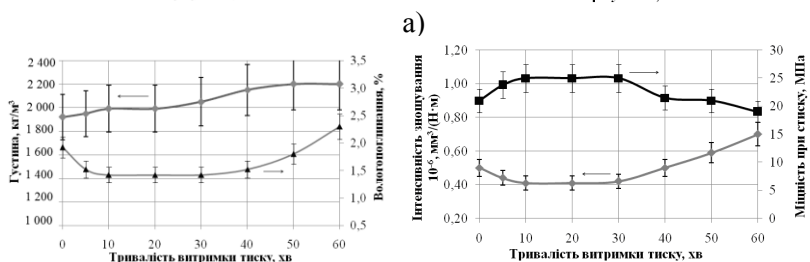 а)
Густина, кг/м³
2 400
2 200
2 000
1 800
1 600
1 400
1 200
1 000
3,5
3,0
2,5
2,0
1,5
1,0
0,5
Вологопоглинання, %
0 10 20 30 40 50 60
Тривалість витримки тиску, хв
Інтенсивність зношування
10⁻⁶, мм³/(Н·м)
1,20
1,00
0,80
0,60
0,40
0,20
30
25
20
15
10
5
0
Міцність при стиску, МПа
0 10 20 30 40 50 60
Тривалість витримки тиску, хв